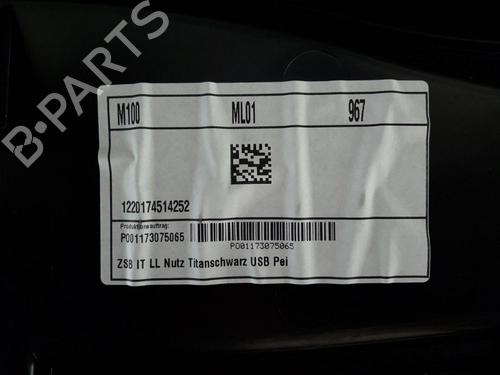 M100 ML01 967
1220174514252
Produktionsauftrag:
P001173075065
P001173075065
ZSB IT LL Nutz Titanschwarz USB Pei
B-PARTS